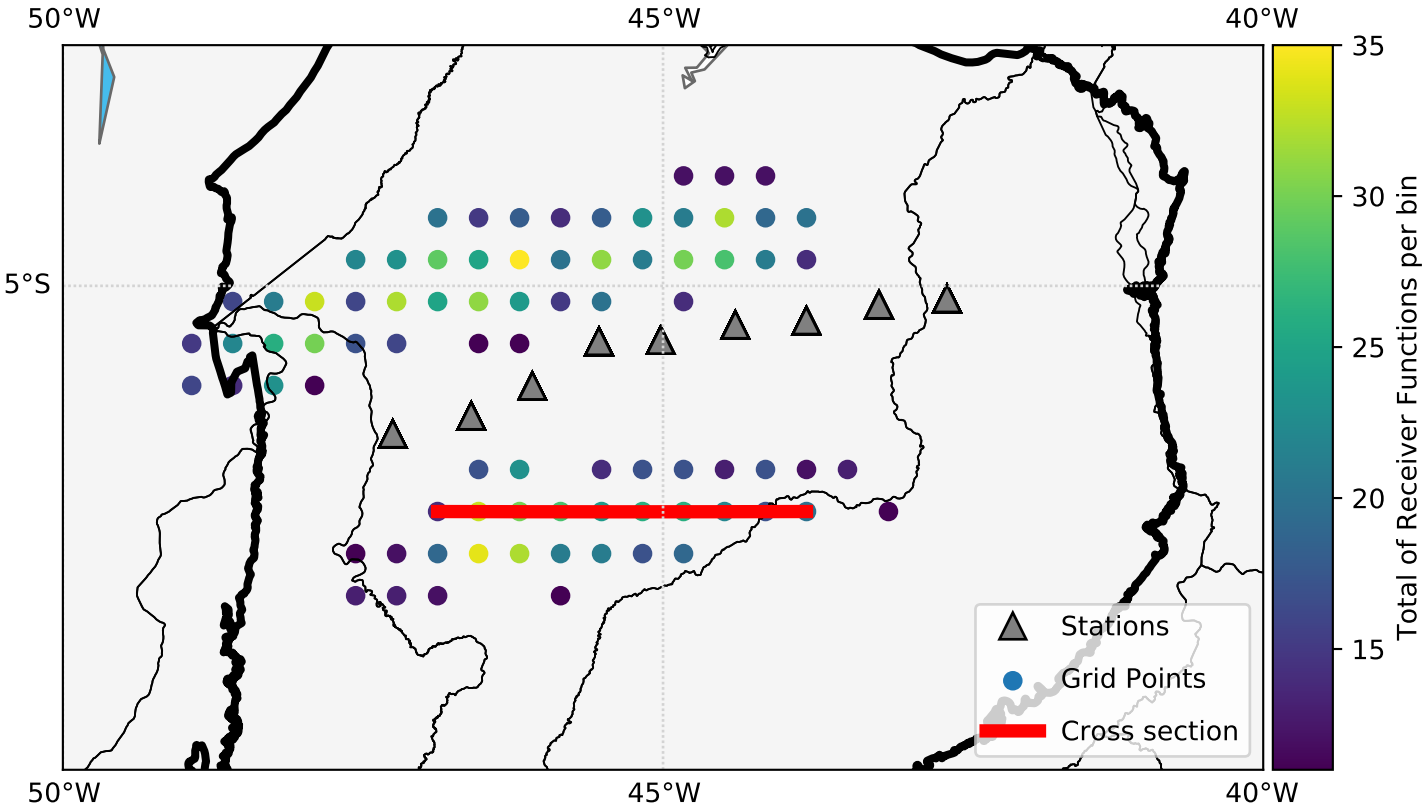 50°W 45°W 40°W
5°S
35
30
25
20
15
Total of Receiver Functions per bin
Stations
Grid Points
Cross section
50°W 45°W 40°W